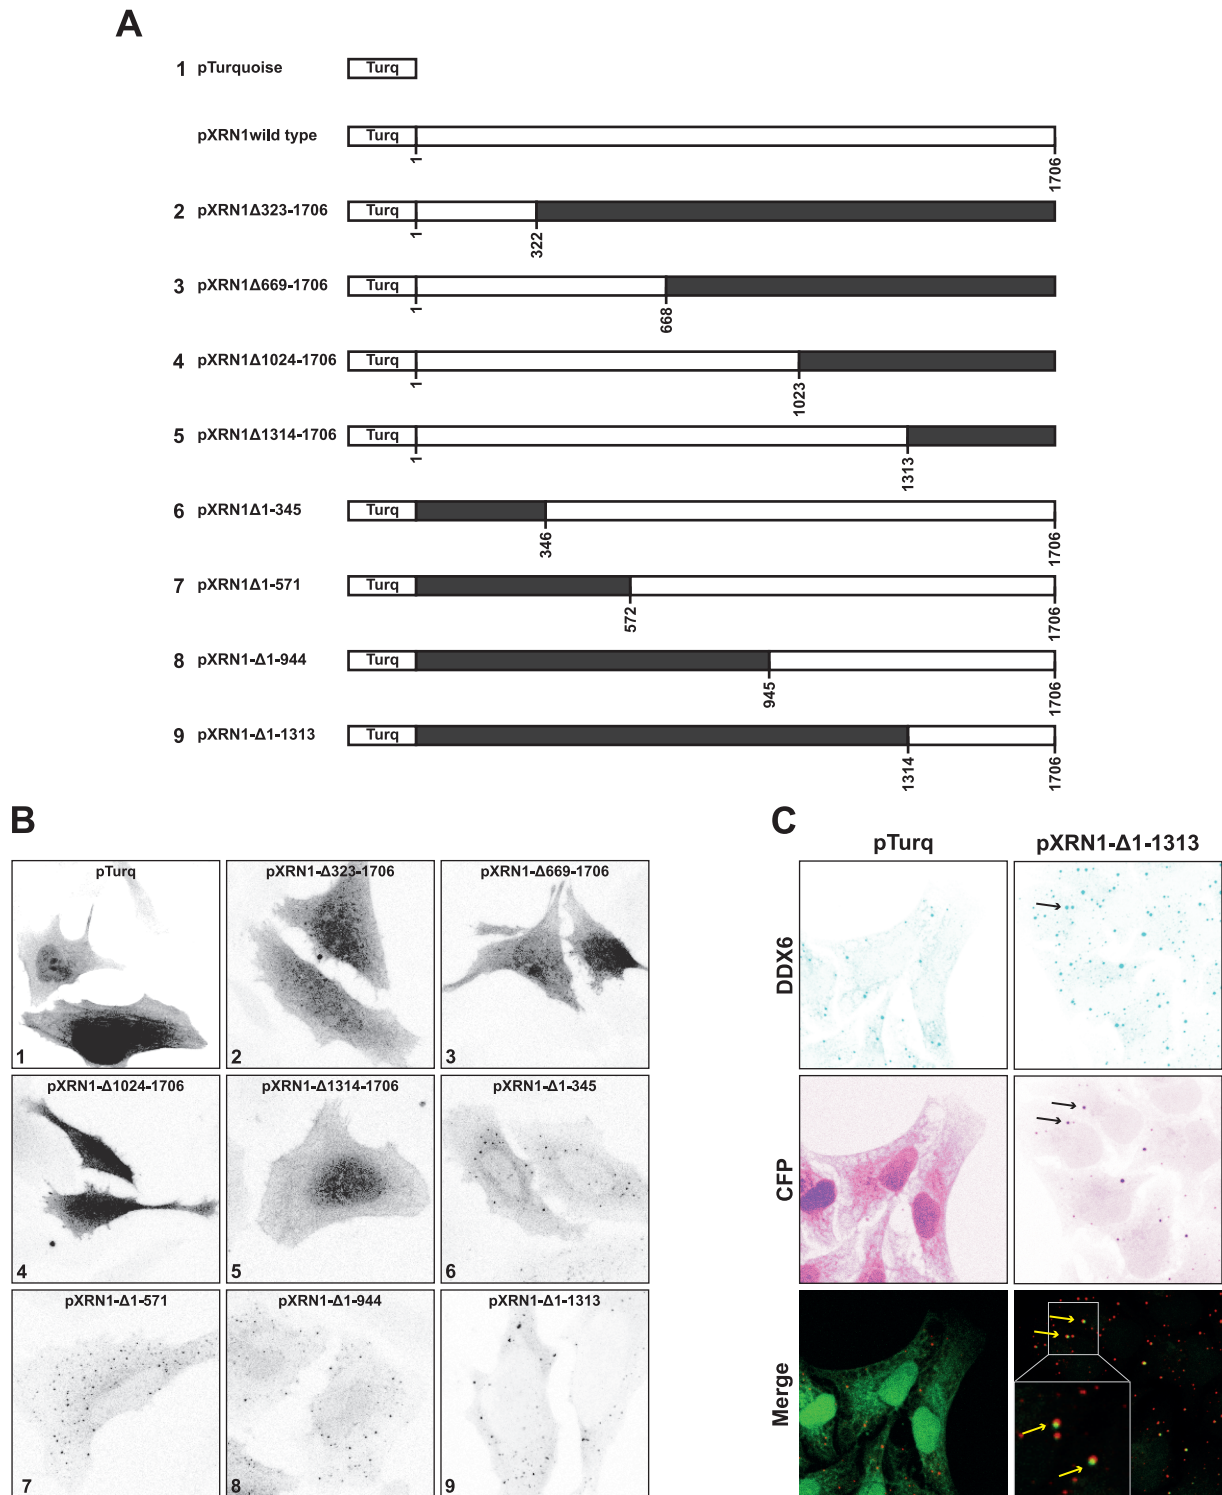 A
1 pTurquoise Turq
pXRN1wild type Turq
1 1706
2 pXRN1Δ323-1706 Turq
1 322
3 pXRN1Δ669-1706 Turq
1 668
4 pXRN1Δ1024-1706 Turq
1 1023
5 pXRN1Δ1314-1706 Turq
1 1313
6 pXRN1Δ1-345 Turq
346 1706
7 pXRN1Δ1-571 Turq
572 1706
8 pXRN1-Δ1-944 Turq
945 1706
9 pXRN1-Δ1-1313 Turq
1314 1706
B
pTurq pXRN1-Δ323-1706 pXRN1-Δ669-1706
1 2 3
pXRN1-Δ1024-1706 pXRN1-Δ1314-1706 pXRN1-Δ1-345
4 5 6
pXRN1-Δ1-571 pXRN1-Δ1-944 pXRN1-Δ1-1313
7 8 9
C
pTurq pXRN1-Δ1-1313
DDX6
CFP
Merge